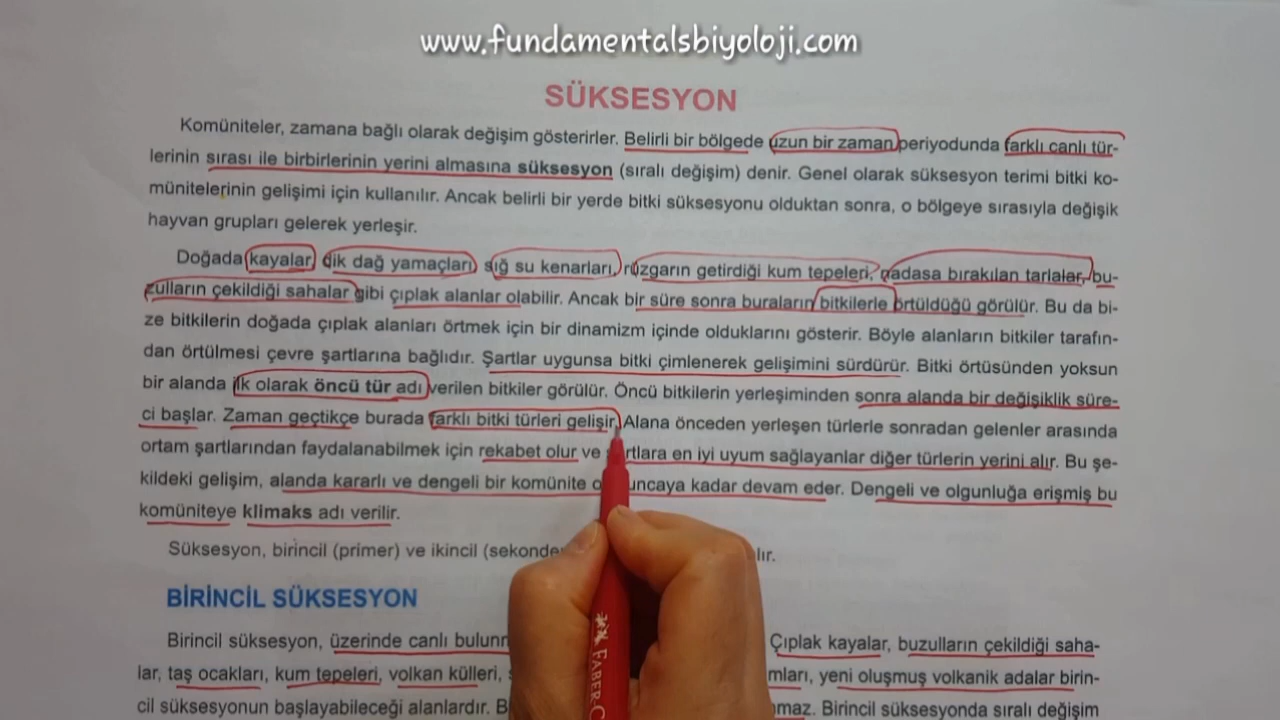 www.fundamentalsbiyoloji.com
SÜKSESYON
Komüniteler, zamana bağlı olarak değişim gösterirler. Belirli bir bölgede uzun bir zaman periyodunda farklı canlı tür-
lerinin sırası ile birbirlerinin yerini almasına süksesyon (sıralı değişim) denir. Genel olarak süksesyon terimi bitki ko-
münitelerinin gelişimi için kullanılır. Ancak belirli bir yerde bitki süksesyonu olduktan sonra, o bölgeye sırasıyla değişik
hayvan grupları gelerek yerleşir.
Doğada kayalar, dik dağ yamaçları, sığ su kenarları, rüzgarın getirdiği kum tepeleri, nadasa bırakılan tarlalar, bu-
zulların çekildiği sahalar gibi çıplak alanlar olabilir. Ancak bir süre sonra buraların bitkilerle örtüldüğü görülür. Bu da bi-
ze bitkilerin doğada çıplak alanları örtmek için bir dinamizm içinde olduklarını gösterir. Böyle alanların bitkiler tarafın-
dan örtülmesi çevre şartlarına bağlıdır. Şartlar uygunsa bitki çimlenerek gelişimini sürdürür. Bitki örtüsünden yoksun
bir alanda ilk olarak öncü tür adı verilen bitkiler görülür. Öncü bitkilerin yerleşiminden sonra alanda bir değişiklik süre-
ci başlar. Zaman geçtikçe burada farklı bitki türleri gelişir. Alana önceden yerleşen türlerle sonradan gelenler arasında
ortam şartlarından faydalanabilmek için rekabet olur ve şartlara en iyi uyum sağlayanlar diğer türlerin yerini alır. Bu şe-
kildeki gelişim, alanda kararlı ve dengeli bir komünite oluncaya kadar devam eder. Dengeli ve olgunluğa erişmiş bu
komüniteye klimaks adı verilir.
Süksesyon, birincil (primer) ve ikincil (sekonde
BİRİNCİL SÜKSESYON
Birincil süksesyon, üzerinde canlı Çıplak kayalar, buzulların çekildiği saha-
lar, taş ocakları, kum tepeleri, volkan külleri, yeni oluşmuş volkanik adalar birin-
cil süksesyonun başlayabileceği alanlardır. Birincil süksesyonda sıralı değişim
FABER-C